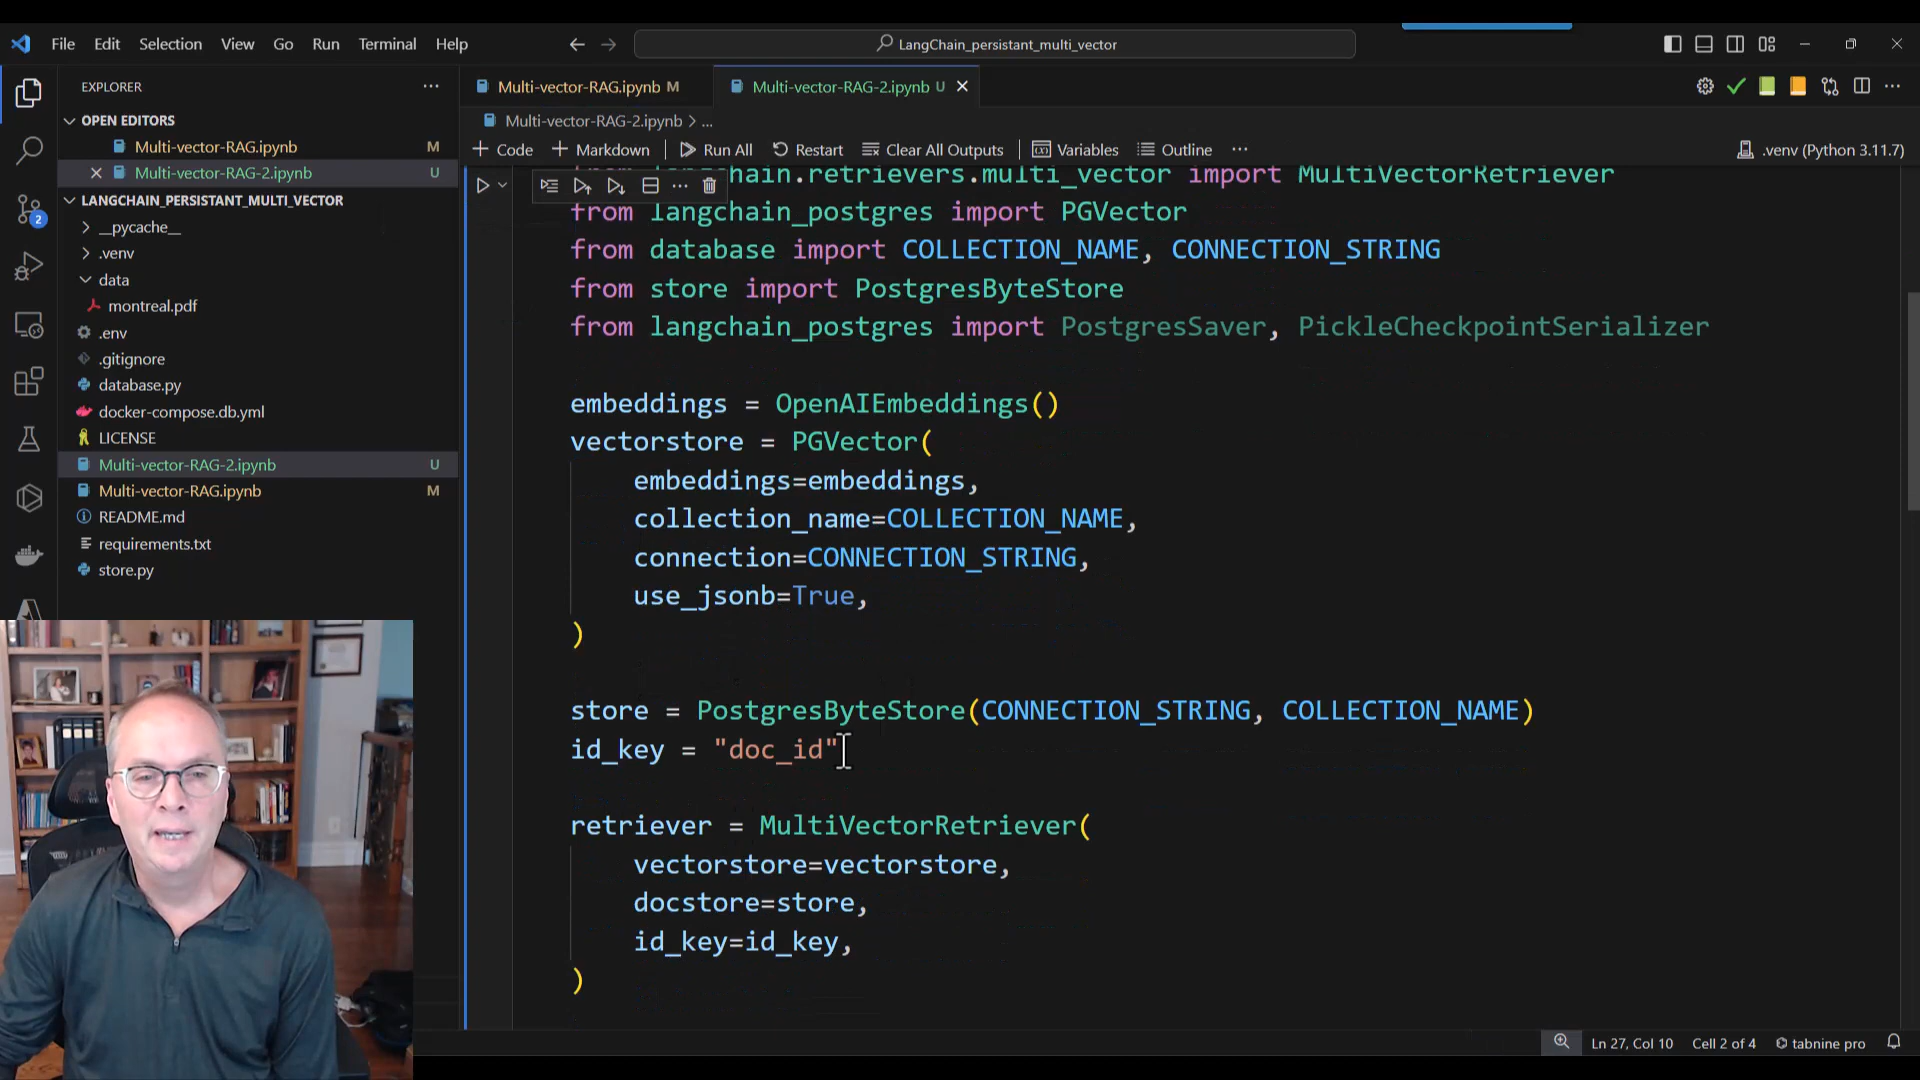 File Edit Selection View Go Run Terminal Help
LangChain_persistant_multi_vector
EXPLORER
OPEN EDITORS
Multi-vector-RAG.ipynb M
Multi-vector-RAG-2.ipynb U
LANGCHAIN_PERSISTANT_MULTI_VECTOR
2
__pycache__
.venv
data
montreal.pdf
.env
.gitignore
database.py
docker-compose.db.yml
LICENSE
Multi-vector-RAG-2.ipynb U
Multi-vector-RAG.ipynb M
README.md
requirements.txt
store.py
Multi-vector-RAG.ipynb M
Multi-vector-RAG-2.ipynb U
Multi-vector-RAG-2.ipynb > ...
Code Markdown Run All Restart Clear All Outputs Variables Outline ...
.venv (Python 3.11.7)
hain.retrievers.multi_vector import MultiVectorRetriever
from langchain_postgres import PGVector
from database import COLLECTION_NAME, CONNECTION_STRING
from store import PostgresByteStore
from langchain_postgres import PostgresSaver, PickleCheckpointSerializer
embeddings = OpenAIEmbeddings()
vectorstore = PGVector(
embeddings=embeddings,
collection_name=COLLECTION_NAME,
connection=CONNECTION_STRING,
use_jsonb=True,
)
store = PostgresByteStore(CONNECTION_STRING, COLLECTION_NAME)
id_key = "doc_id"
retriever = MultiVectorRetriever(
vectorstore=vectorstore,
docstore=store,
id_key=id_key,
)
Ln 27, Col 10 Cell 2 of 4 tabnine pro